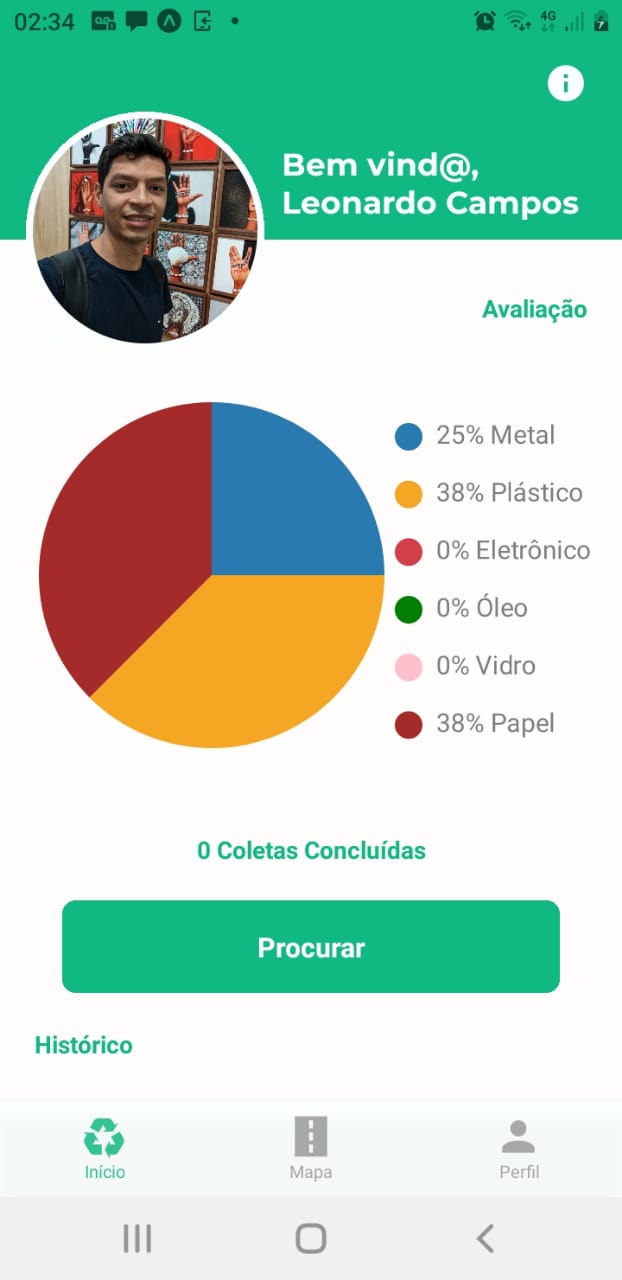 02:34
4G
Bem vind@,
Leonardo Campos
Avaliação
25% Metal
38% Plástico
0% Eletrônico
0% Óleo
0% Vidro
38% Papel
0 Coletas Concluídas
Procurar
Histórico
Início
Mapa
Perfil